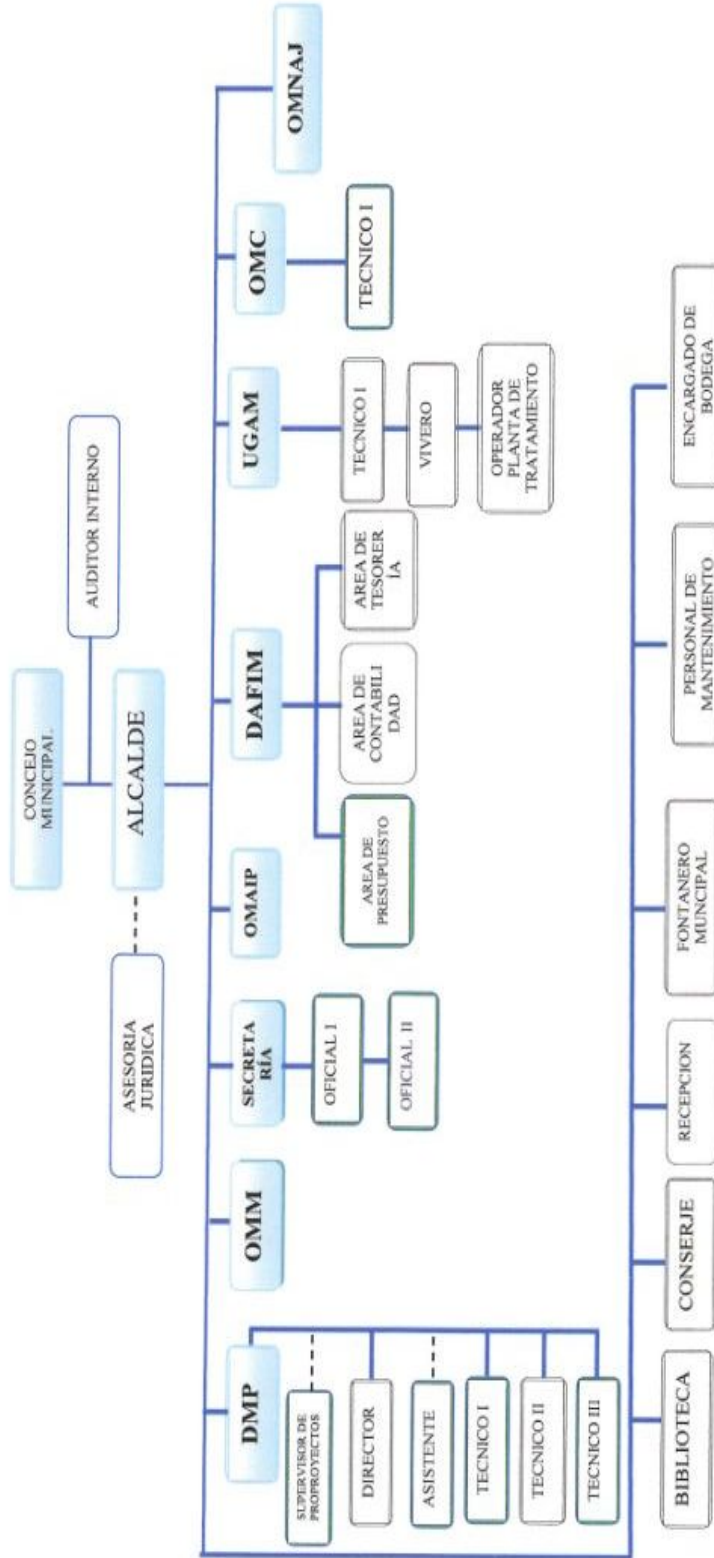 CONCEJO
MUNICIPAL
AUDITOR INTERNO
ALCALDE
ASESORIA
JURIDICA
DMP
OMM
SECRETA
RÍA
OMAIP
DAFIM
UGAM
OMC
OMNAJ
SUPERVISOR DE
PROPROYECTOS
DIRECTOR
ASISTENTE
TECNICO I
TECNICO II
TECNICO III
OFICIAL I
OFICIAL II
AREA DE
PRESUPUESTO
AREA DE
CONTABILI
DAD
AREA DE
TESORER
ÍA
TECNICO I
VIVERO
OPERADOR
PLANTA DE
TRATAMIENTO
TECNICO I
BIBLIOTECA
CONSERJE
RECEPCION
FONTANERO
MUNCIPAL
PERSONAL DE
MANTENIMIENTO
ENCARGADO DE
BODEGA